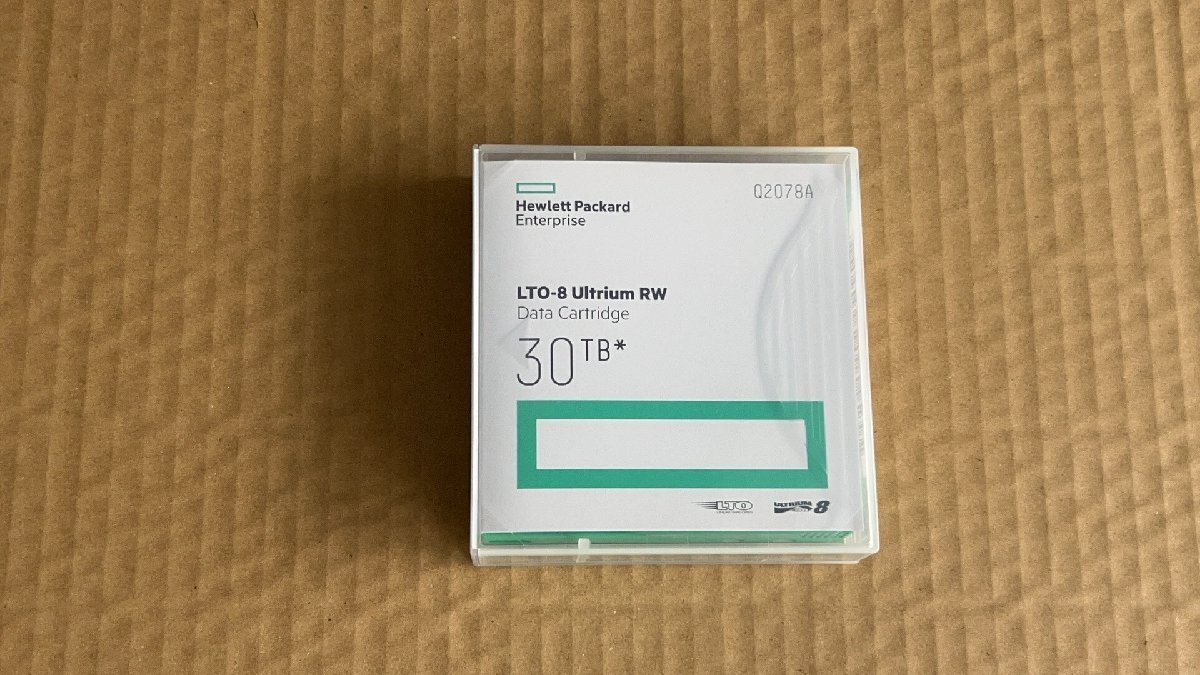 Hewlett Packard
Enterprise
Q2078A
LTO-8 Ultrium RW
Data Cartridge
30TB*
LTO
ULTRIUM 8